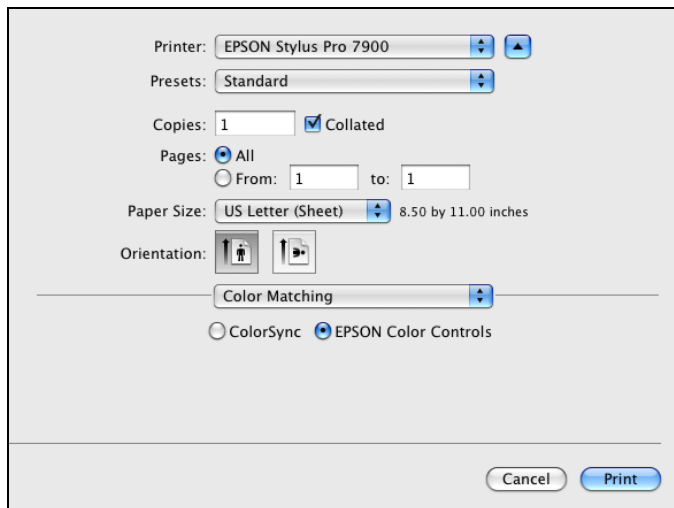 Printer: EPSON Stylus Pro 7900
Presets: Standard
Copies: 1 Collated
Pages: All
From: 1 to: 1
Paper Size: US Letter (Sheet) 8.50 by 11.00 inches
Orientation:
Color Matching
ColorSync EPSON Color Controls
Cancel Print